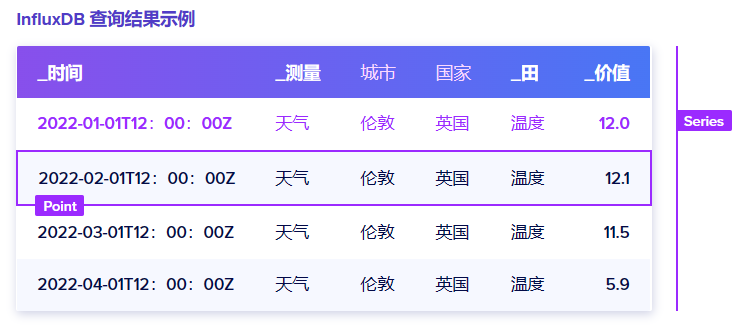 InfluxDB 查询结果示例
_时间 _测量 城市 国家 _田 _价值
2022-01-01T12：00：00Z 天气 伦敦 英国 温度 12.0
Series
2022-02-01T12：00：00Z 天气 伦敦 英国 温度 12.1
Point
2022-03-01T12：00：00Z 天气 伦敦 英国 温度 11.5
2022-04-01T12：00：00Z 天气 伦敦 英国 温度 5.9